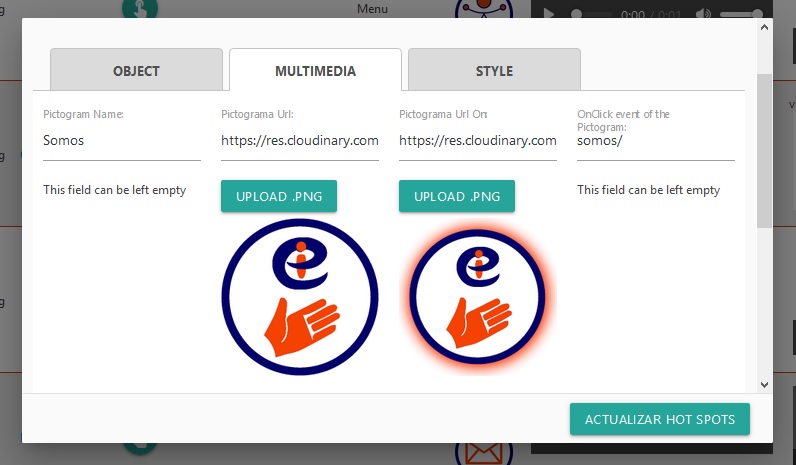 Menu
0:00 / 0:01
OBJECT
MULTIMEDIA
STYLE
Pictogram Name:
Pictograma Url:
Pictograma Url On:
OnClick event of the
Pictogram:
Somos
https://res.cloudinary.com
https://res.cloudinary.com
somos/
This field can be left empty
UPLOAD .PNG
UPLOAD .PNG
This field can be left empty
ei
ei
ACTUALIZAR HOT SPOTS